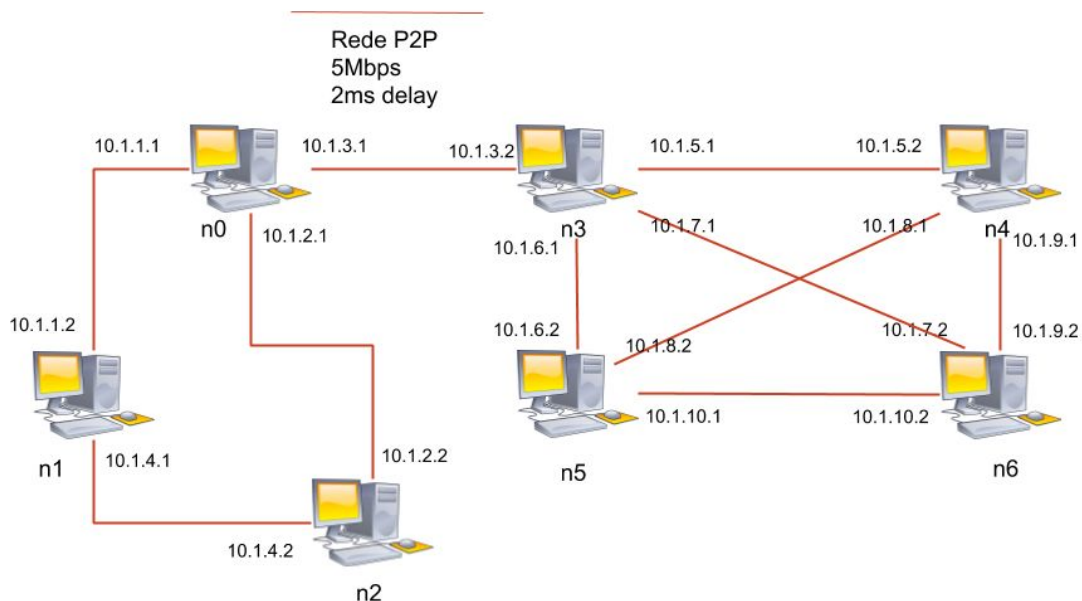 Rede P2P
5Mbps
2ms delay
10.1.1.1
10.1.3.1
10.1.3.2
10.1.5.1
10.1.5.2
n0
n3
n4
10.1.2.1
10.1.7.1
10.1.8.1
10.1.6.1
10.1.9.1
10.1.1.2
10.1.6.2
10.1.8.2
10.1.7.2
10.1.9.2
10.1.10.1
10.1.10.2
n1
10.1.4.1
10.1.2.2
n5
n6
10.1.4.2
n2